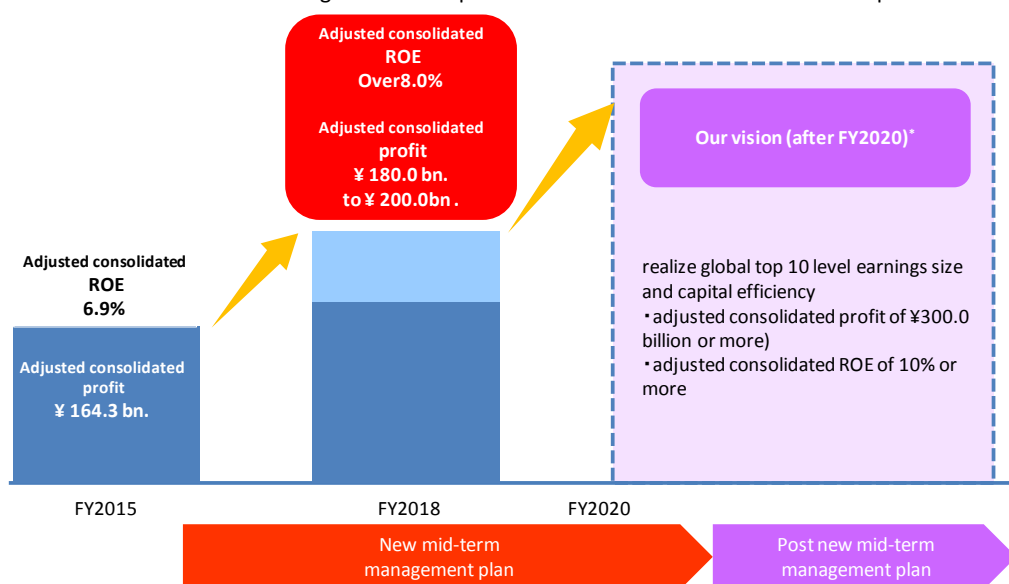 Adjusted consolidated
ROE
Over8.0%
Adjusted consolidated
profit
¥ 180.0 bn.
to ¥ 200.0bn .
Our vision (after FY2020)*
realize global top 10 level earnings size
and capital efficiency
・adjusted consolidated profit of ¥300.0
billion or more)
・adjusted consolidated ROE of 10% or
more
Adjusted consolidated
ROE
6.9%
Adjusted consolidated
profit
¥ 164.3 bn.
FY2015
FY2018
FY2020
New mid-term
management plan
Post new mid-term
management plan